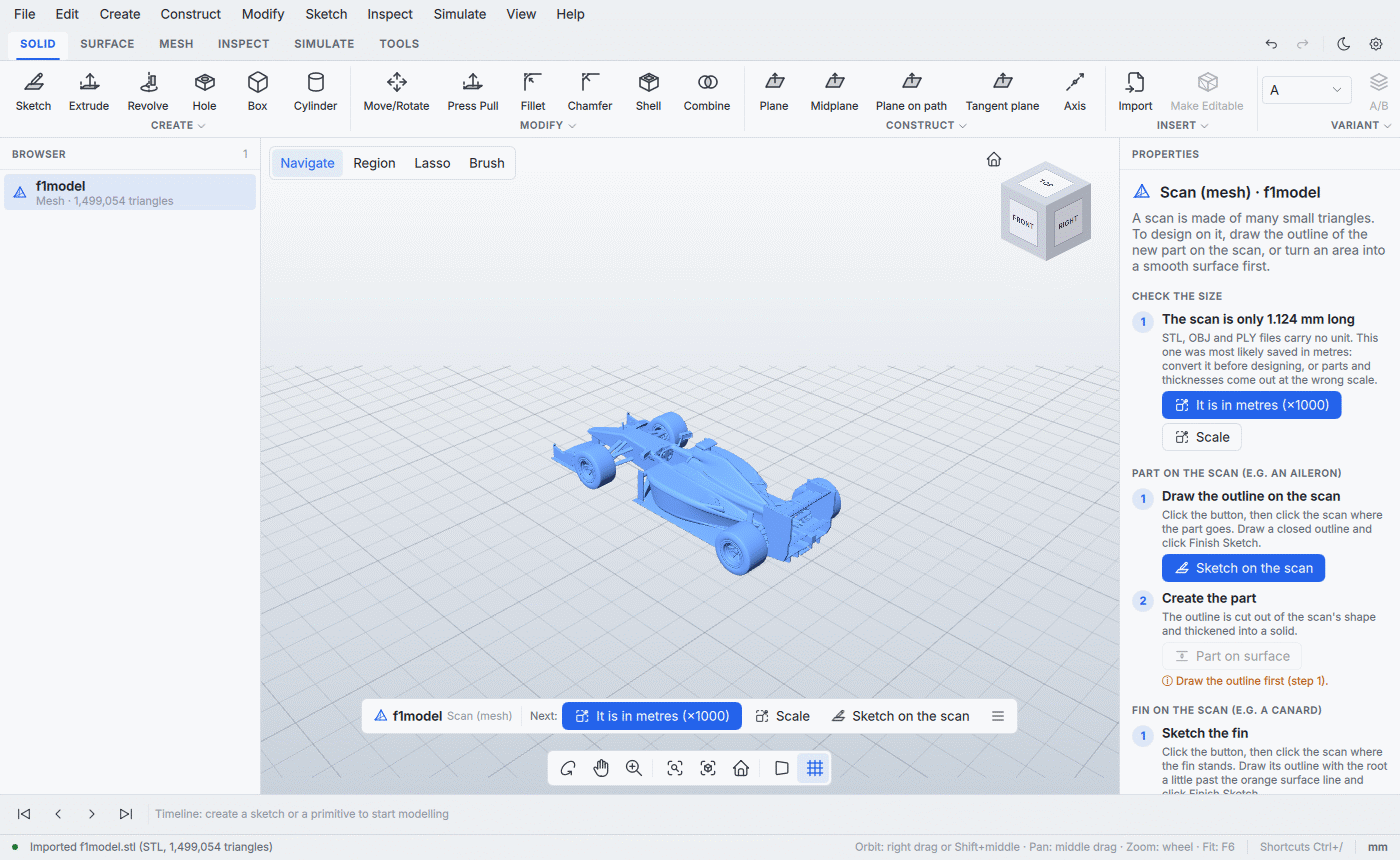 File Edit Create Construct Modify Sketch Inspect Simulate View Help
SOLID SURFACE MESH INSPECT SIMULATE TOOLS
Sketch Extrude Revolve Hole Box Cylinder Move/Rotate Press Pull Fillet Chamfer Shell Combine Plane Midplane Plane on path Tangent plane Axis Import Make Editable A A/B
CREATE MODIFY CONSTRUCT INSERT VARIANT
BROWSER 1
f1model
Mesh · 1,499,054 triangles
Navigate Region Lasso Brush
TOP
FRONT RIGHT
PROPERTIES
Scan (mesh) · f1model
A scan is made of many small triangles.
To design on it, draw the outline of the
new part on the scan, or turn an area into
a smooth surface first.
CHECK THE SIZE
1 The scan is only 1.124 mm long
STL, OBJ and PLY files carry no unit. This
one was most likely saved in metres:
convert it before designing, or parts and
thicknesses come out at the wrong scale.
It is in metres (×1000)
Scale
PART ON THE SCAN (E.G. AN AILERON)
1 Draw the outline on the scan
Click the button, then click the scan where
the part goes. Draw a closed outline and
click Finish Sketch.
Sketch on the scan
2 Create the part
The outline is cut out of the scan's shape
and thickened into a solid.
Part on surface
Draw the outline first (step 1).
FIN ON THE SCAN (E.G. A CANARD)
1 Sketch the fin
Click the button, then click the scan where
the fin stands. Draw its outline with the root
a little past the orange surface line and
click Finish Sketch.
f1model Scan (mesh) Next: It is in metres (×1000) Scale Sketch on the scan
Timeline: create a sketch or a primitive to start modelling
Imported f1model.stl (STL, 1,499,054 triangles)
Orbit: right drag or Shift+middle · Pan: middle drag · Zoom: wheel · Fit: F6 Shortcuts Ctrl+/ mm